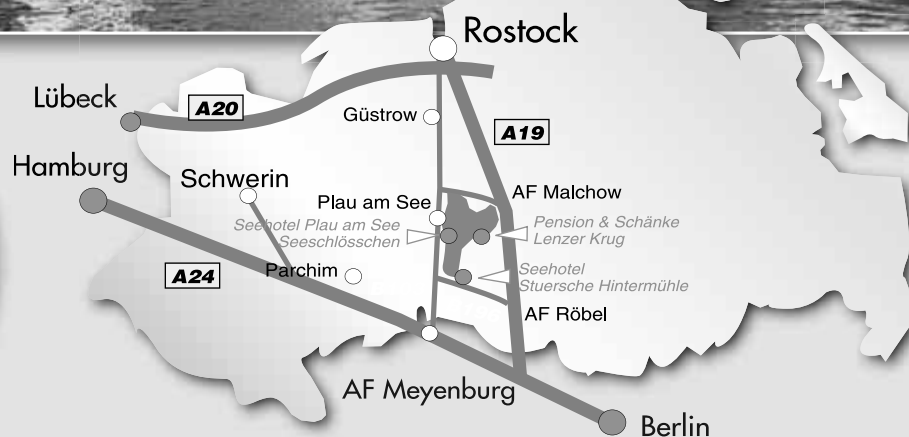 Rostock
Lübeck
A20
Güstrow
A19
Hamburg
Schwerin
AF Malchow
Plau am See
Seehotel Plau am See
Seeschlösschen
Pension & Schänke
Lenzer Krug
A24
Parchim
Seehotel
Stuersche Hintermühle
AF Röbel
AF Meyenburg
Berlin